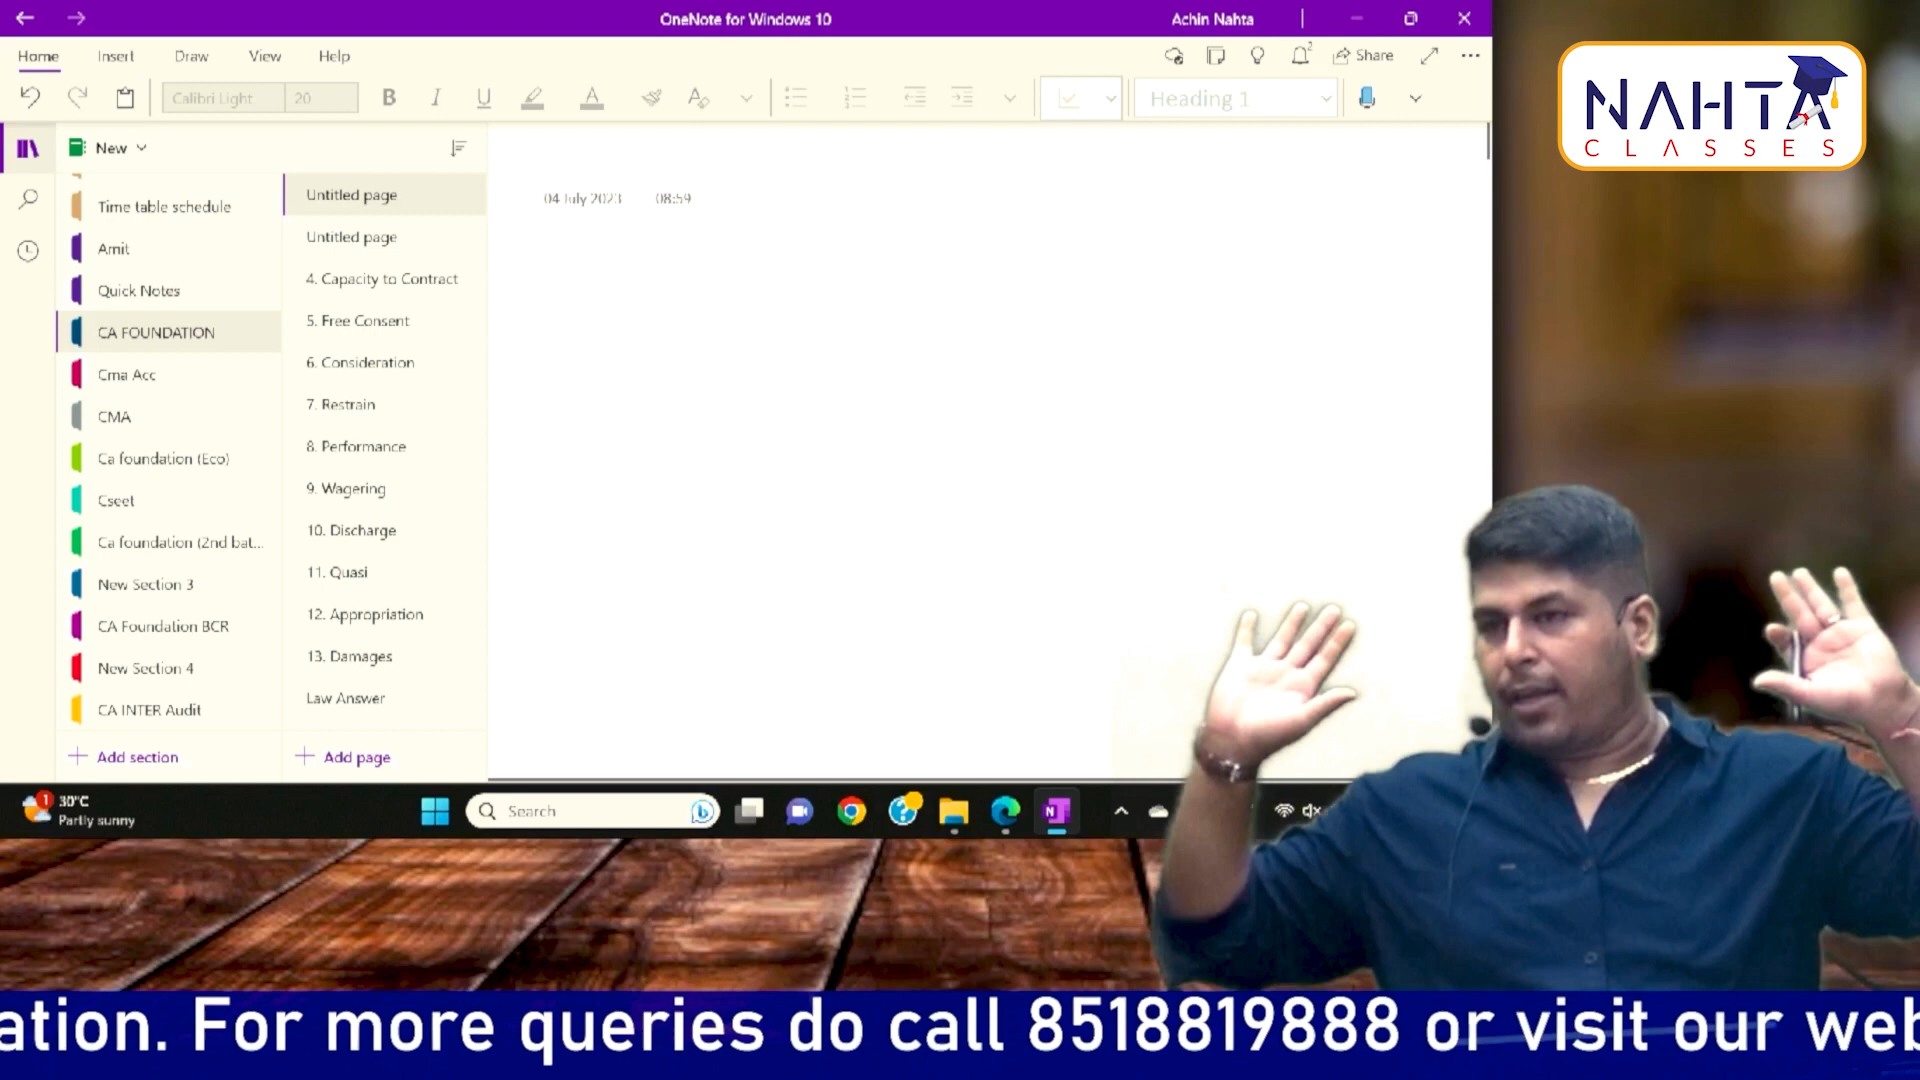 OneNote for Windows 10
Achin Nahta
Home Insert Draw View Help
2
Share
Calibri Light 20
B I U A A
Heading 1
NAHTA
CLASSES
New
Time table schedule
Amit
Quick Notes
CA FOUNDATION
Cma Acc
CMA
Ca foundation (Eco)
Cseet
Ca foundation (2nd bat...
New Section 3
CA Foundation BCR
New Section 4
CA INTER Audit
Add section
Untitled page
Untitled page
4. Capacity to Contract
5. Free Consent
6. Consideration
7. Restrain
8. Performance
9. Wagering
10. Discharge
11. Quasi
12. Appropriation
13. Damages
Law Answer
Add page
04 July 2023 08:59
1
30°C
Partly sunny
Search
N
ation. For more queries do call 8518819888 or visit our web